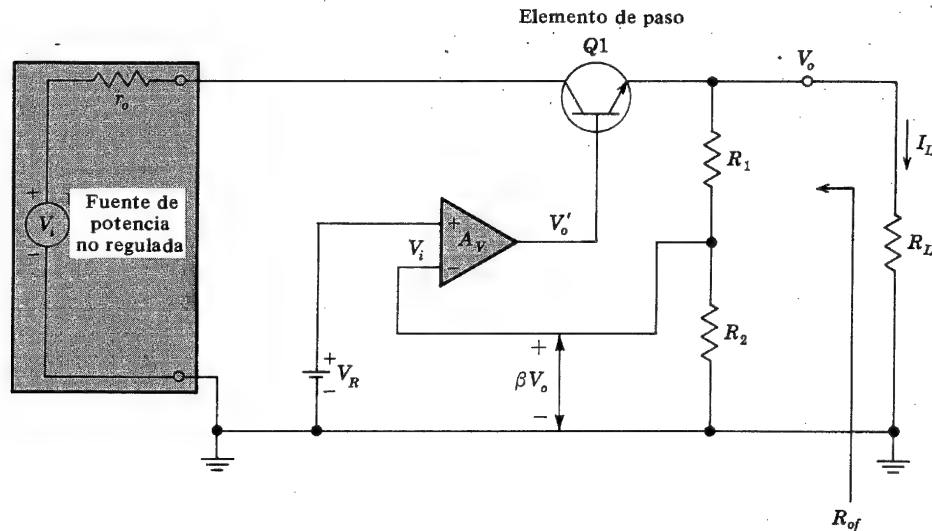 Elemento de paso
Q1
r_o
V_o
I_L
R_1
+
Fuente de
potencia
no regulada
V_i
−
+
A_V
V_o'
V_i
−
R_L
R_2
+
V_R
−
+
βV_o
−
R_of